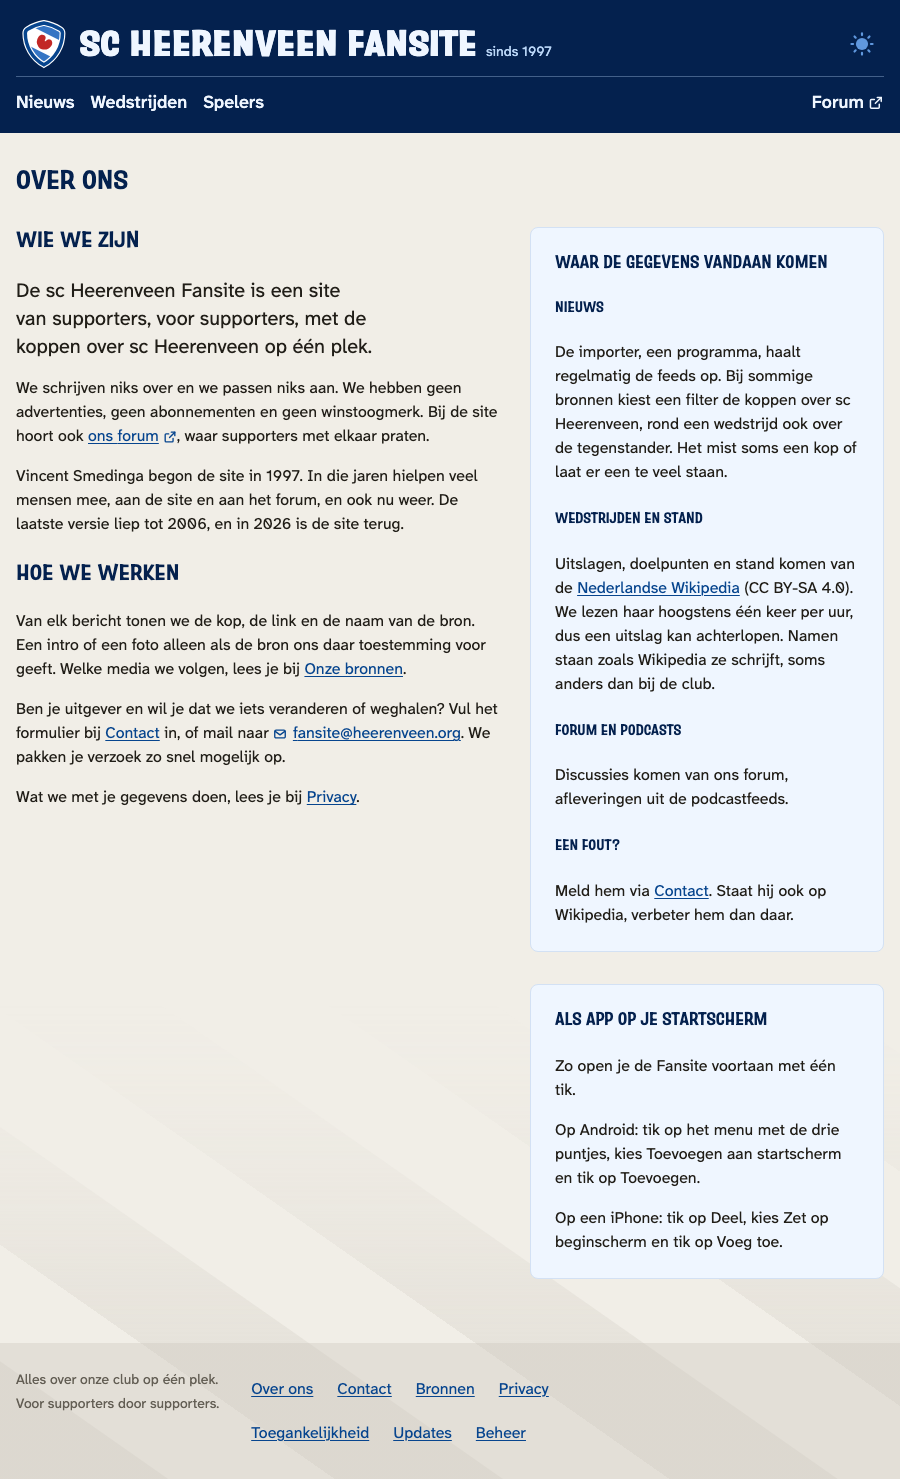 SC HEERENVEEN FANSITE sinds 1997
Nieuws Wedstrijden Spelers Forum
OVER ONS
WIE WE ZIJN
De sc Heerenveen Fansite is een site
van supporters, voor supporters, met de
koppen over sc Heerenveen op één plek.
We schrijven niks over en we passen niks aan. We hebben geen
advertenties, geen abonnementen en geen winstoogmerk. Bij de site
hoort ook ons forum, waar supporters met elkaar praten.
Vincent Smedinga begon de site in 1997. In die jaren hielpen veel
mensen mee, aan de site en aan het forum, en ook nu weer. De
laatste versie liep tot 2006, en in 2026 is de site terug.
HOE WE WERKEN
Van elk bericht tonen we de kop, de link en de naam van de bron.
Een intro of een foto alleen als de bron ons daar toestemming voor
geeft. Welke media we volgen, lees je bij Onze bronnen.
Ben je uitgever en wil je dat we iets veranderen of weghalen? Vul het
formulier bij Contact in, of mail naar fansite@heerenveen.org. We
pakken je verzoek zo snel mogelijk op.
Wat we met je gegevens doen, lees je bij Privacy.
WAAR DE GEGEVENS VANDAAN KOMEN
NIEUWS
De importer, een programma, haalt
regelmatig de feeds op. Bij sommige
bronnen kiest een filter de koppen over sc
Heerenveen, rond een wedstrijd ook over
de tegenstander. Het mist soms een kop of
laat er een te veel staan.
WEDSTRIJDEN EN STAND
Uitslagen, doelpunten en stand komen van
de Nederlandse Wikipedia (CC BY-SA 4.0).
We lezen haar hoogstens één keer per uur,
dus een uitslag kan achterlopen. Namen
staan zoals Wikipedia ze schrijft, soms
anders dan bij de club.
FORUM EN PODCASTS
Discussies komen van ons forum,
afleveringen uit de podcastfeeds.
EEN FOUT?
Meld hem via Contact. Staat hij ook op
Wikipedia, verbeter hem dan daar.
ALS APP OP JE STARTSCHERM
Zo open je de Fansite voortaan met één
tik.
Op Android: tik op het menu met de drie
puntjes, kies Toevoegen aan startscherm
en tik op Toevoegen.
Op een iPhone: tik op Deel, kies Zet op
beginscherm en tik op Voeg toe.
Alles over onze club op één plek.
Voor supporters door supporters.
Over ons Contact Bronnen Privacy
Toegankelijkheid Updates Beheer